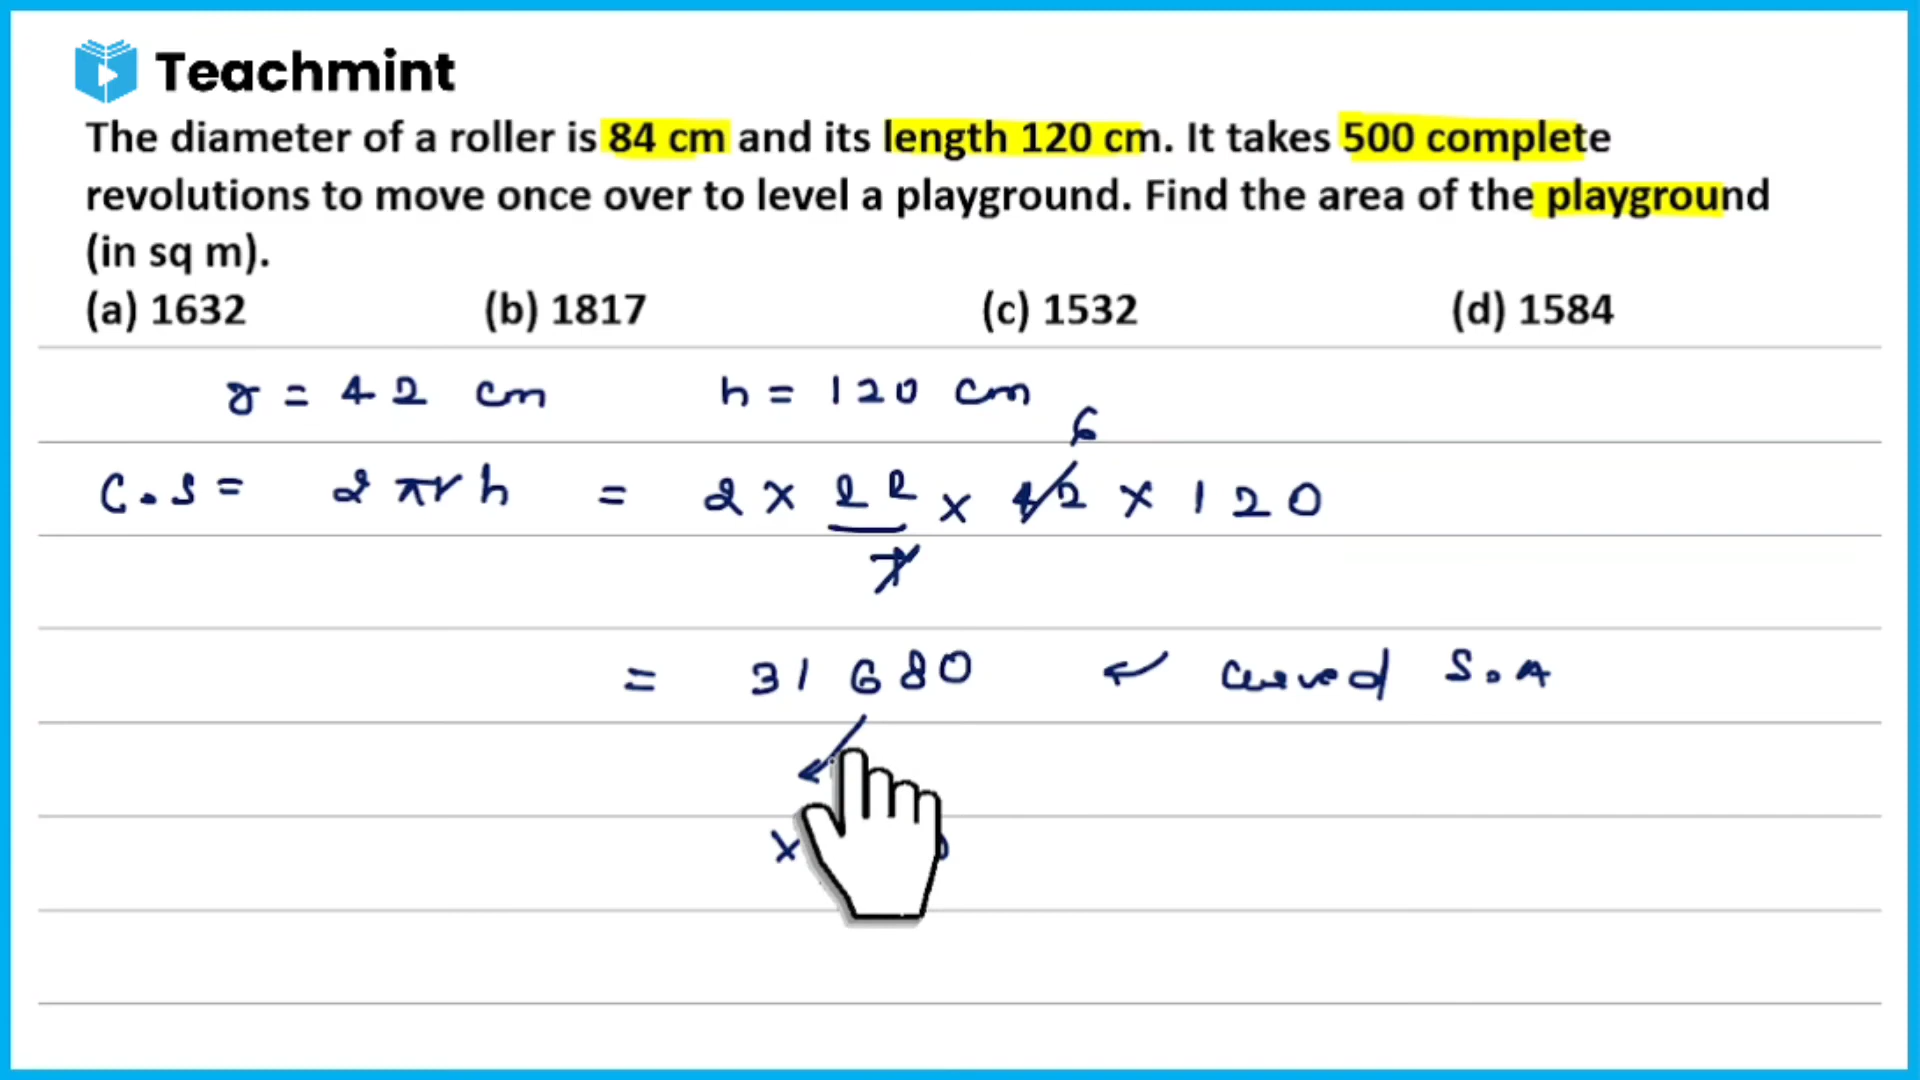 Teachmint
The diameter of a roller is 84 cm and its length 120 cm. It takes 500 complete
revolutions to move once over to level a playground. Find the area of the playground
(in sq m).
(a) 1632 (b) 1817 (c) 1532 (d) 1584
r = 42 cm h = 120 cm
6
C.S = 2πrh = 2 × 22 × 42 × 120
7
= 31680 ← curved S.A
×